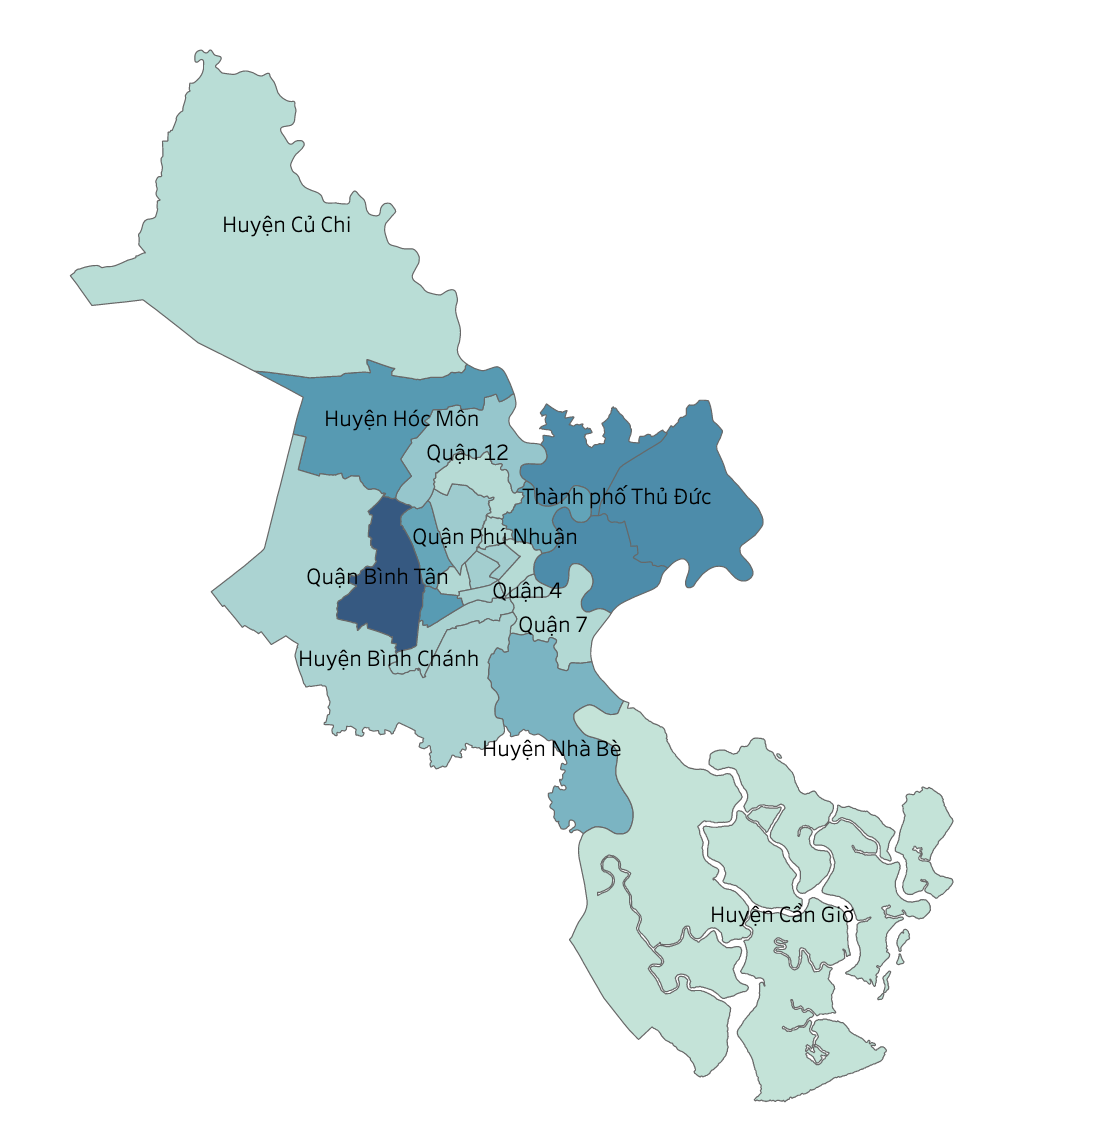 Huyện Củ Chi
Huyện Hóc Môn
Quận 12
Thành phố Thủ Đức
Quận Phú Nhuận
Quận Bình Tân
Quận 4
Quận 7
Huyện Bình Chánh
Huyện Nhà Bè
Huyện Cần Giờ